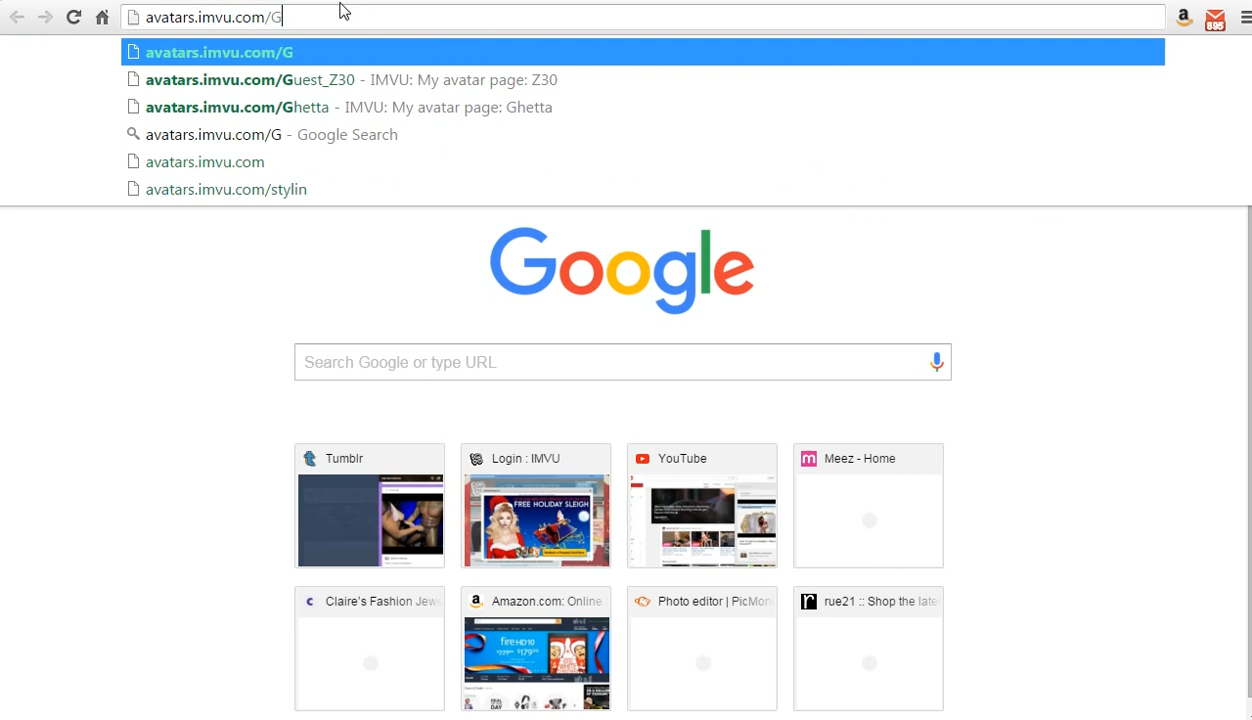 avatars.imvu.com/G
895
avatars.imvu.com/G
avatars.imvu.com/Guest_Z30 - IMVU: My avatar page: Z30
avatars.imvu.com/Ghetta - IMVU: My avatar page: Ghetta
avatars.imvu.com/G - Google Search
avatars.imvu.com
avatars.imvu.com/stylin
Google
Search Google or type URL
Tumblr
Login : IMVU
YouTube
Meez - Home
FREE HOLIDAY SLEIGH
Claire's Fashion Jewe
Amazon.com: Online
Photo editor | PicMon
rue21 :: Shop the late
fire HD 10